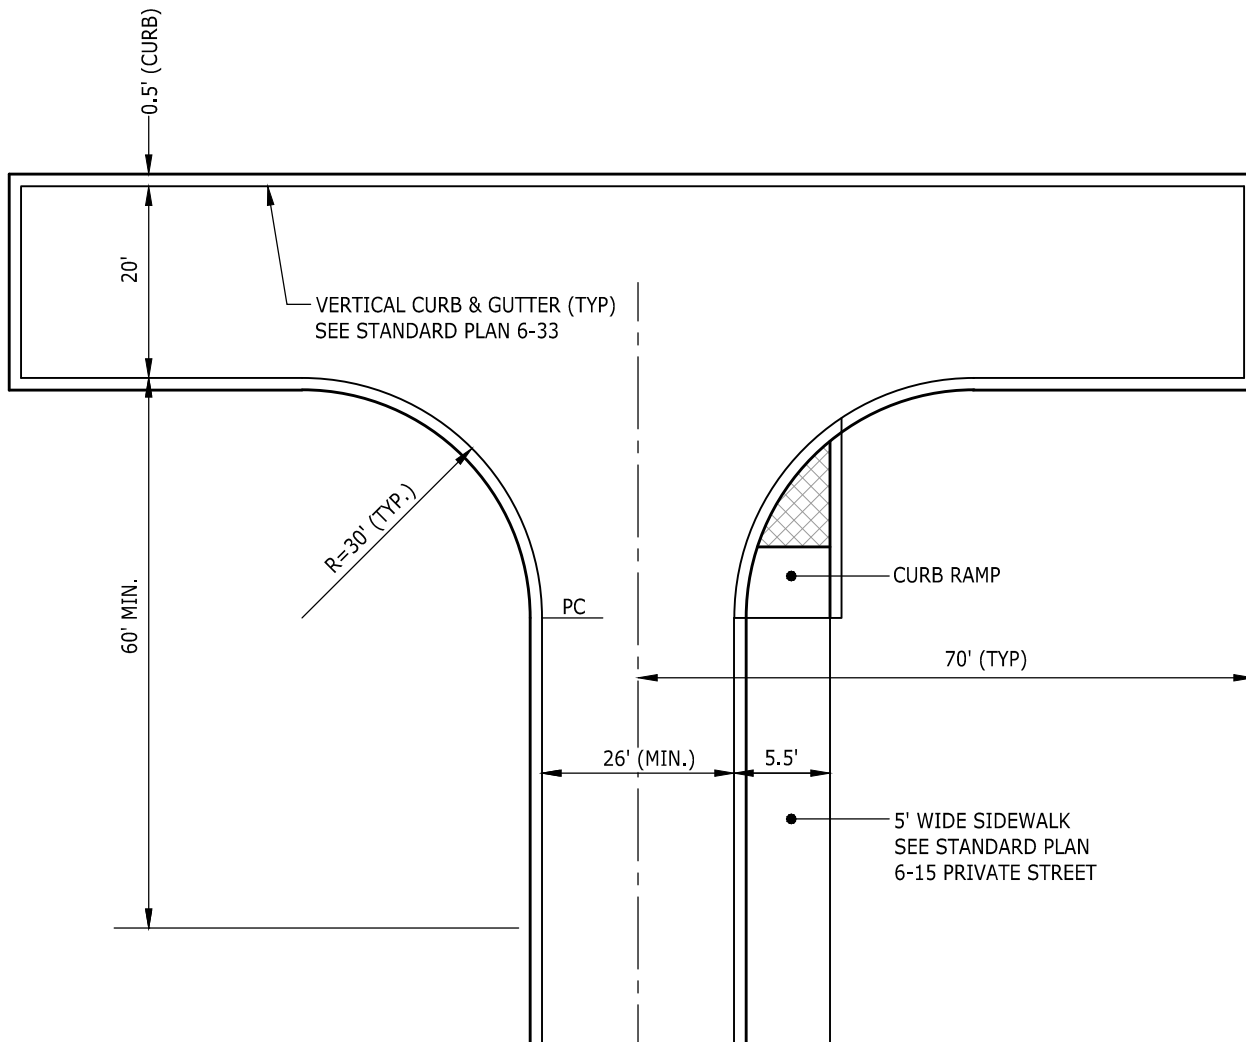 0.5' (CURB)
20'
VERTICAL CURB & GUTTER (TYP)
SEE STANDARD PLAN 6-33
R=30' (TYP.)
60' MIN.
PC
CURB RAMP
70' (TYP)
26' (MIN.)
5.5'
5' WIDE SIDEWALK
SEE STANDARD PLAN
6-15 PRIVATE STREET